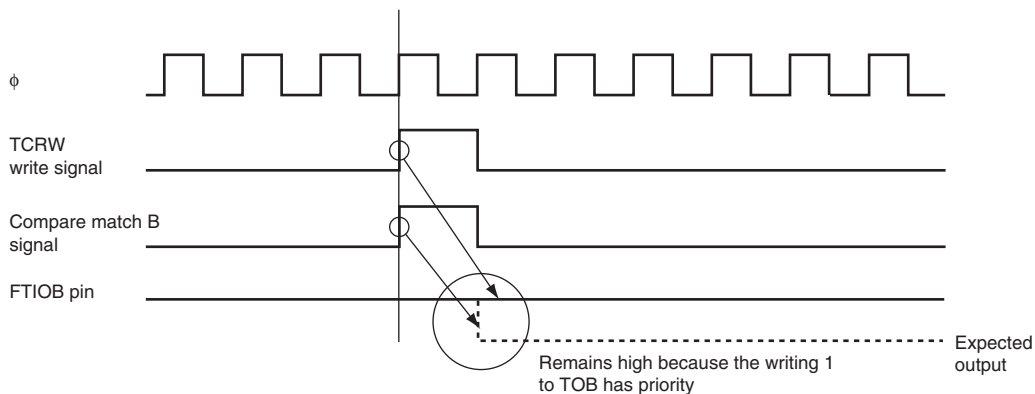 ϕ
TCRW
write signal
Compare match B
signal
FTIOB pin
Expected
output
Remains high because the writing 1
to TOB has priority